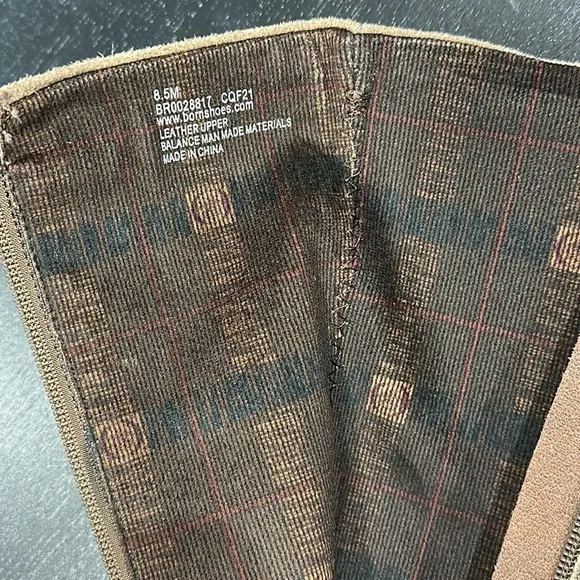 8.5M
BR0028817 CQF21
www.bornshoes.com
LEATHER UPPER
BALANCE MAN MADE MATERIALS
MADE IN CHINA